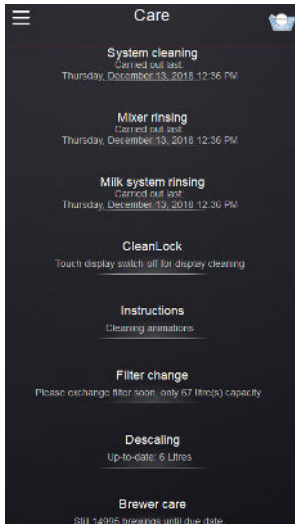 Care
System cleaning
Carried out last:
Thursday, December 13, 2018 12:36 PM
Mixer rinsing
Carried out last:
Thursday, December 13, 2018 12:36 PM
Milk system rinsing
Carried out last:
Thursday, December 13, 2018 12:36 PM
CleanLock
Touch display switch-off for display cleaning
Instructions
Cleaning animations
Filter change
Please exchange filter soon, only 67 litre(s) capacity
Descaling
Up-to-date: 6 Litres
Brewer care
Still 14995 brewings until due date